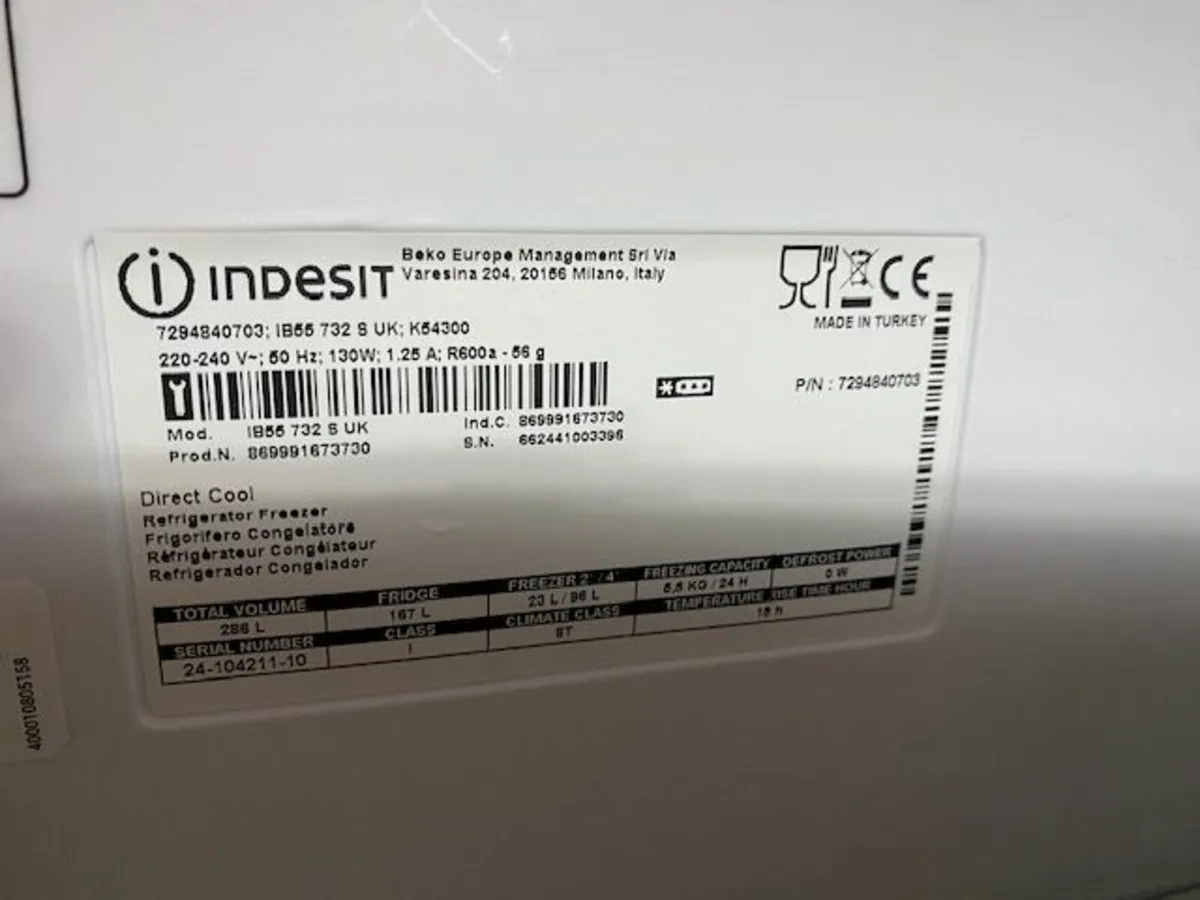 INDESIT
Beko Europe Management Srl Via
Varesina 204, 20156 Milano, Italy
CE
MADE IN TURKEY
7294840703; IB55 732 S UK; K54300
220-240 V~; 50 Hz; 130W; 1.25 A; R600a - 56 g
P/N : 7294840703
Mod. IB55 732 S UK
Ind.C. 869991673730
Prod.N. 869991673730
S.N. 662441003396
Direct Cool
Refrigerator Freezer
Frigorifero Congelatore
Réfrigérateur Congélateur
Refrigerador Congelador
TOTAL VOLUME FRIDGE FREEZER 2* / 4* FREEZING CAPACITY DEFROST POWER
286 L 167 L 23 L / 96 L 5,5 KG / 24 H 0 W
SERIAL NUMBER CLASS CLIMATE CLASS TEMPERATURE RISE TIME HOUR
24-104211-10 I ST 18 h
400010805158